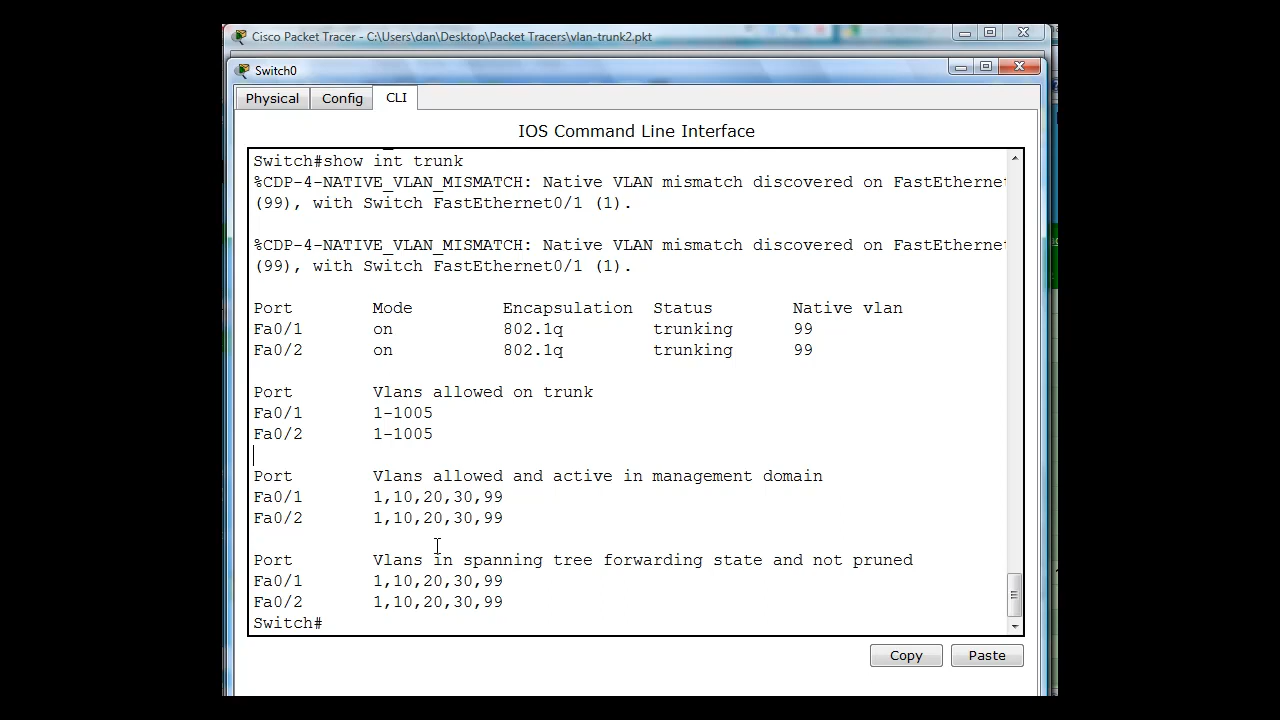 Cisco Packet Tracer - C:\Users\dan\Desktop\Packet Tracers\vlan-trunk2.pkt
Switch0
Physical Config CLI
IOS Command Line Interface
Switch#show int trunk
%CDP-4-NATIVE_VLAN_MISMATCH: Native VLAN mismatch discovered on FastEthernet
(99), with Switch FastEthernet0/1 (1).
%CDP-4-NATIVE_VLAN_MISMATCH: Native VLAN mismatch discovered on FastEthernet
(99), with Switch FastEthernet0/1 (1).
Port Mode Encapsulation Status Native vlan
Fa0/1 on 802.1q trunking 99
Fa0/2 on 802.1q trunking 99
Port Vlans allowed on trunk
Fa0/1 1-1005
Fa0/2 1-1005
Port Vlans allowed and active in management domain
Fa0/1 1,10,20,30,99
Fa0/2 1,10,20,30,99
Port Vlans in spanning tree forwarding state and not pruned
Fa0/1 1,10,20,30,99
Fa0/2 1,10,20,30,99
Switch#
Copy Paste